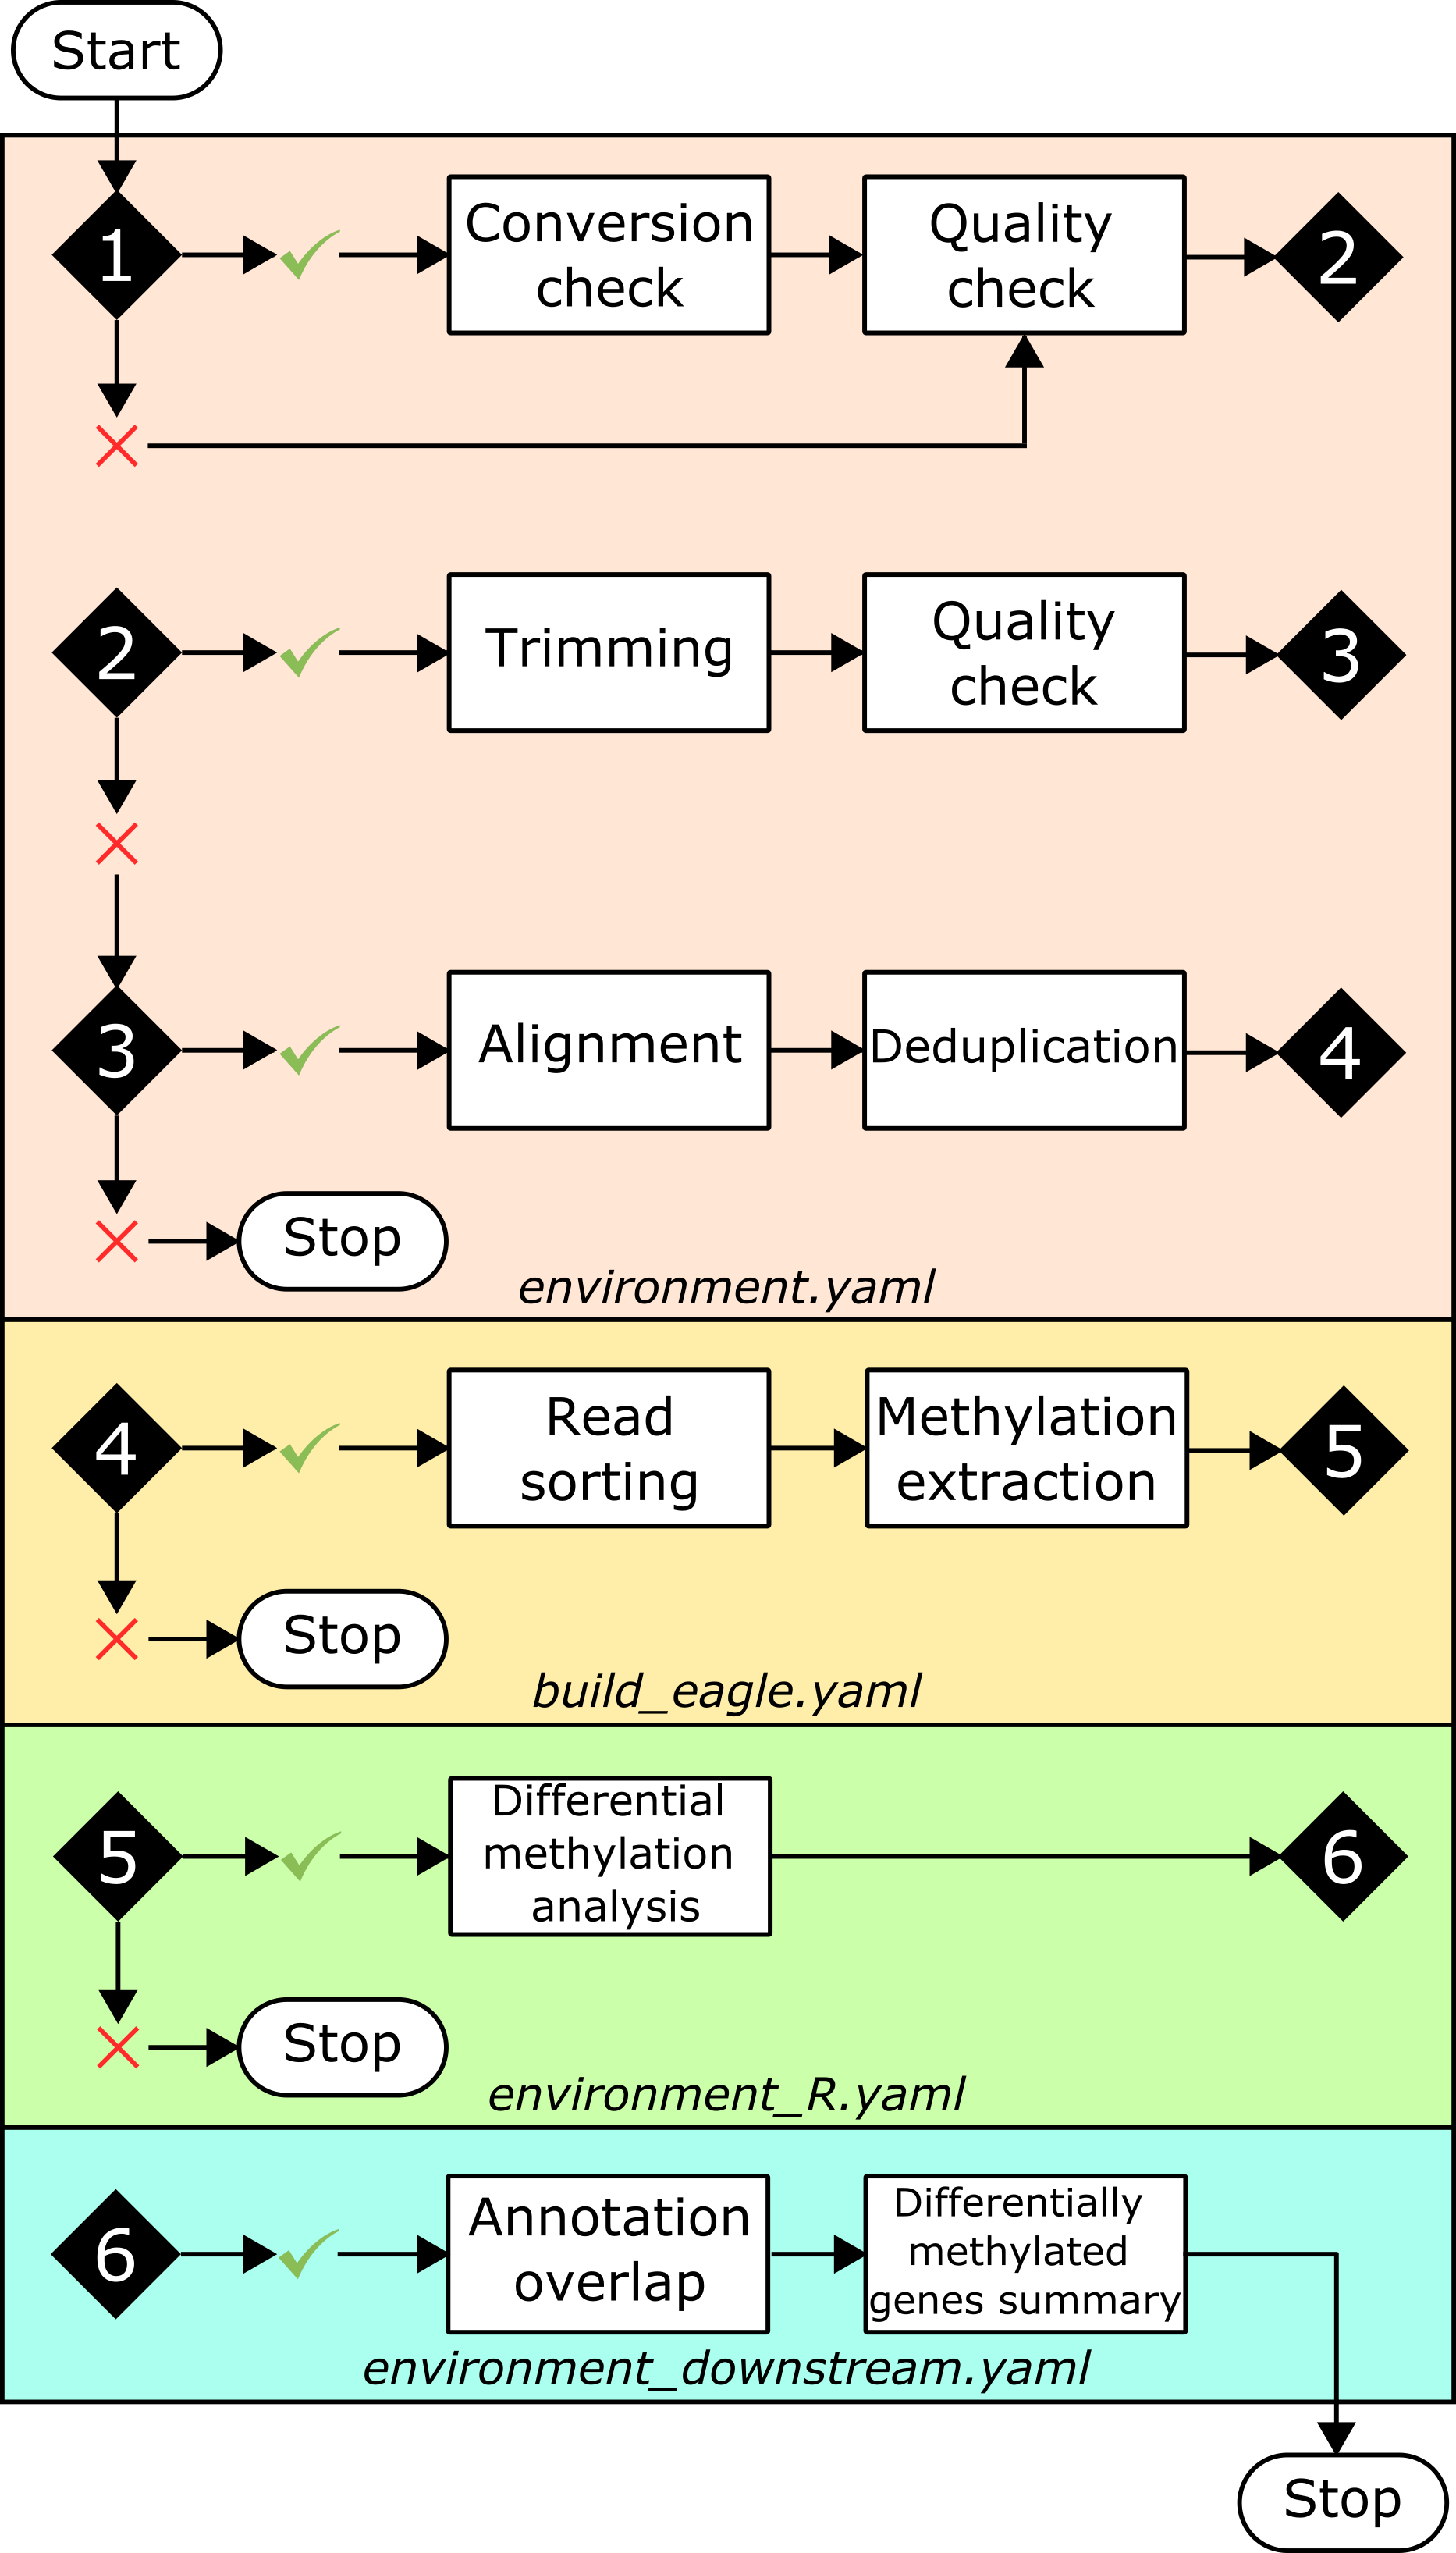 Start
1
Conversion
check
Quality
check
2
2
Trimming
Quality
check
3
3
Alignment
Deduplication
4
Stop
environment.yaml
4
Read
sorting
Methylation
extraction
5
Stop
build_eagle.yaml
5
Differential
methylation
analysis
6
Stop
environment_R.yaml
6
Annotation
overlap
Differentially
methylated
genes summary
environment_downstream.yaml
Stop